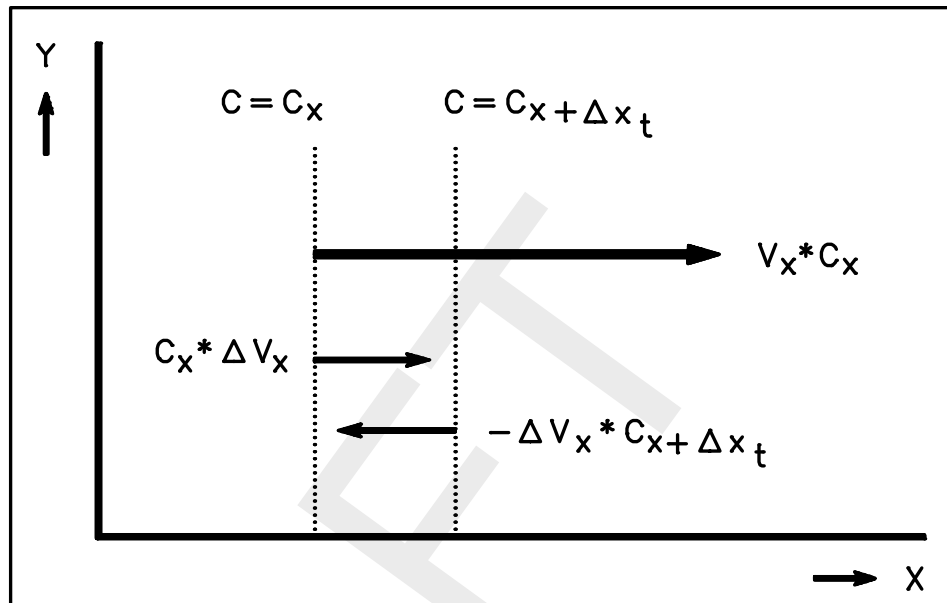 Y
C = Cx
C = Cx + Δxt
Vx * Cx
Cx * ΔVx
− ΔVx * Cx + Δxt
X